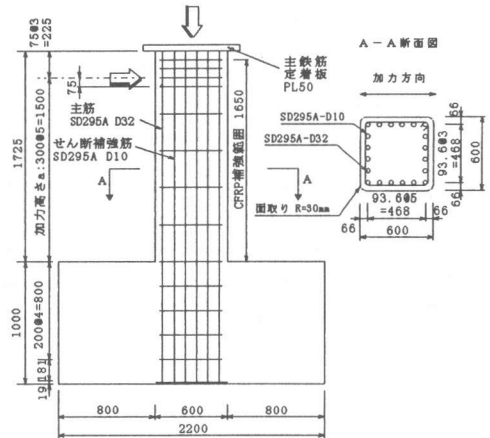 75@3
=225
1725
加力高さa:300@5=1500
75
主筋
SD295A D32
せん断補強筋
SD295A D10
A
A
主鉄筋
定着板
PL50
CFRP補強範囲 1650
1000
200@4=800
181
19
800
600
800
2200
A-A断面図
加力方向
SD295A-D10
SD295A-D32
面取り R=30mm
66
93.6@3
=468
66
600
93.6@5
=468
66
66
600